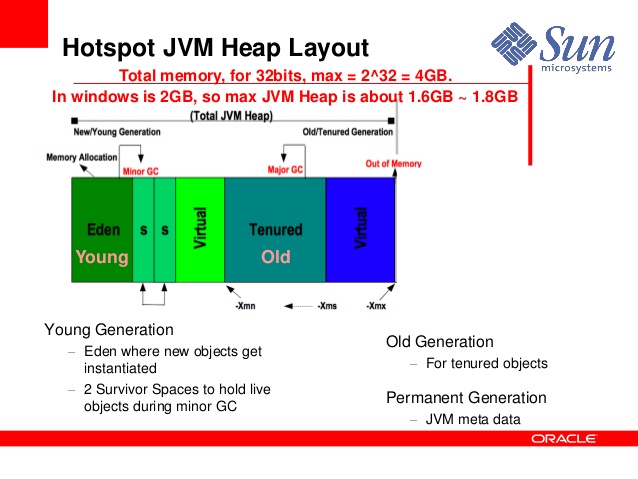 Hotspot JVM Heap Layout
Sun
microsystems
Total memory, for 32bits, max = 2^32 = 4GB.
In windows is 2GB, so max JVM Heap is about 1.6GB ~ 1.8GB
(Total JVM Heap)
New/Young Generation
Old/Tenured Generation
Memory Allocation
Minor GC
Major GC
Out of Memory
Eden
s
s
Virtual
Tenured
Virtual
Young
Old
-Xmn
-Xms
-Xmx
Young Generation
– Eden where new objects get
instantiated
– 2 Survivor Spaces to hold live
objects during minor GC
Old Generation
– For tenured objects
Permanent Generation
– JVM meta data
ORACLE